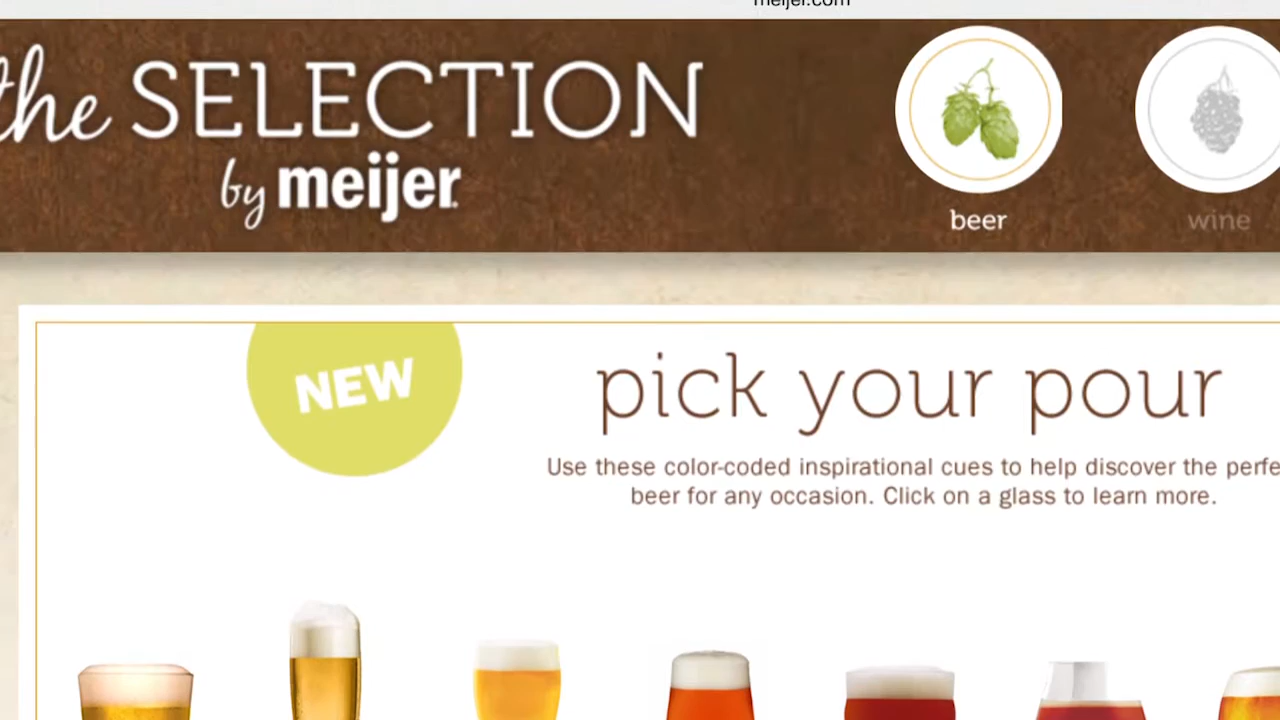 meijer.com
the SELECTION
by meijer
beer
wine
NEW
pick your pour
Use these color-coded inspirational cues to help discover the perfe
beer for any occasion. Click on a glass to learn more.